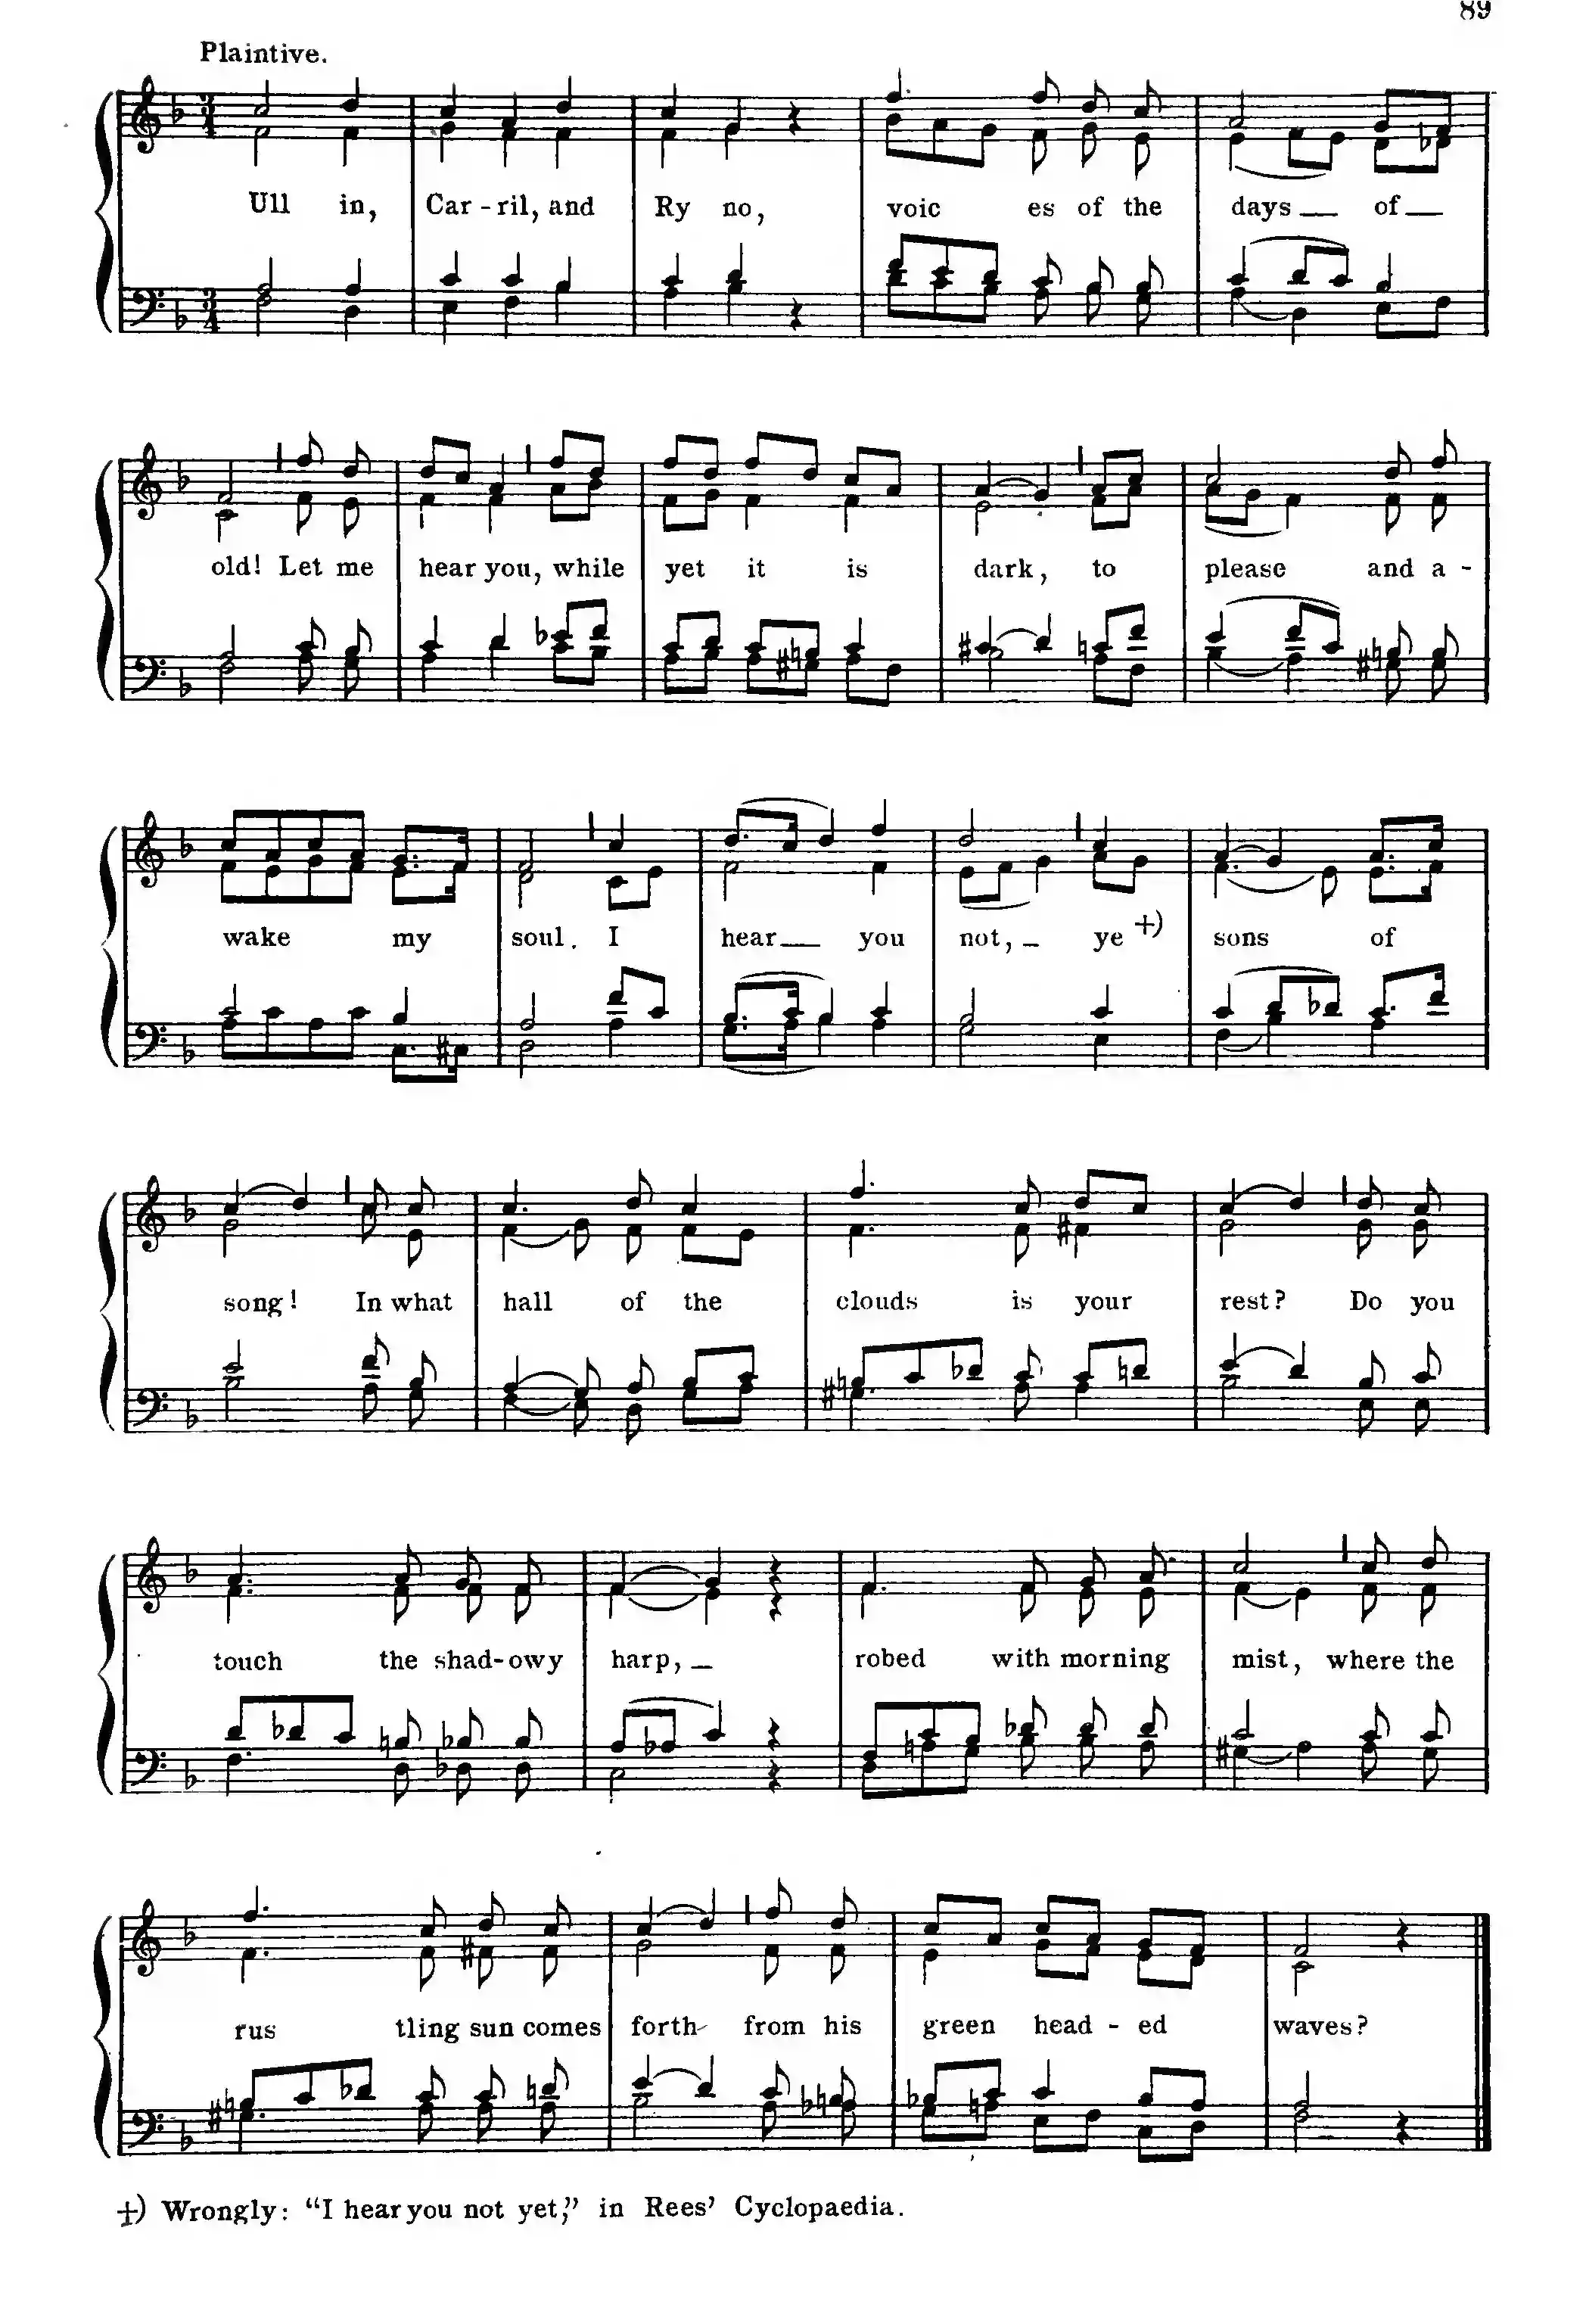 89
Plaintive.
Ull in, Car - ril, and Ry no, voic es of the days of
old! Let me hear you, while yet it is dark, to please and a -
wake my soul. I hear you not, ye +) sons of
song! In what hall of the clouds is your rest? Do you
touch the shad-owy harp, robed with morning mist, where the
rus tling sun comes forth from his green head - ed waves?
+) Wrongly: “I hear you not yet,” in Rees’ Cyclopaedia.